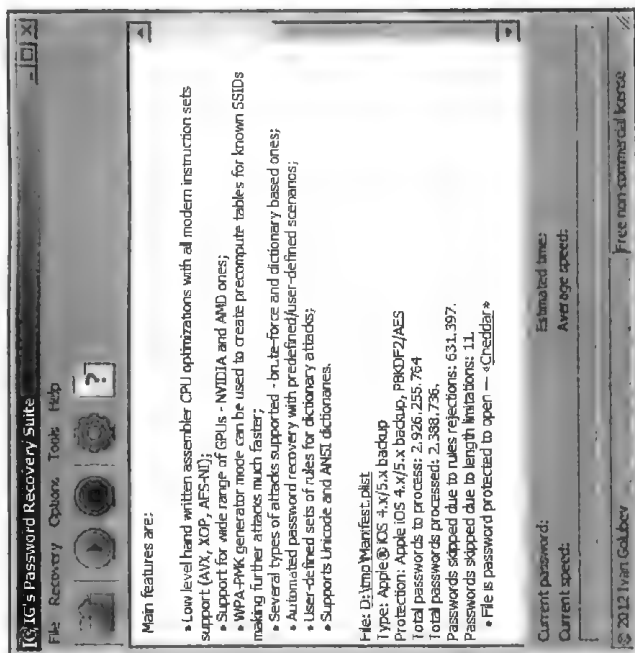 IG's Password Recovery Suite
File Recovery Options Tools Help
Main features are:
• Low level hand written assembler CPU optimizations with all modern instruction sets
support (AVX, XOP, AES-NI);
• Support for wide range of GPUs - NVIDIA and AMD ones;
• WPA-PMK generator mode can be used to create precompute tables for known SSIDs
making further attacks much faster;
• Several types of attacks supported - brute-force and dictionary based ones;
• Automated password recovery with predefined/user-defined scenarios;
• User-defined sets of rules for dictionary attacks;
• Supports Unicode and ANSI dictionaries.
File: D:\tmp\Manifest.plist
Type: Apple® iOS 4.x/5.x backup
Protection: Apple iOS 4.x/5.x backup, PBKDF2/AES
Total passwords to process: 2.926.255.764
Total passwords processed: 2.388.736.
Passwords skipped due to rules rejections: 631.397.
Passwords skipped due to length limitations: 11.
• File is password protected to open — «Cheddar»
Current password: Estimated time:
Current speed: Average speed:
© 2012 Ivan Golubev Free non-commercial license